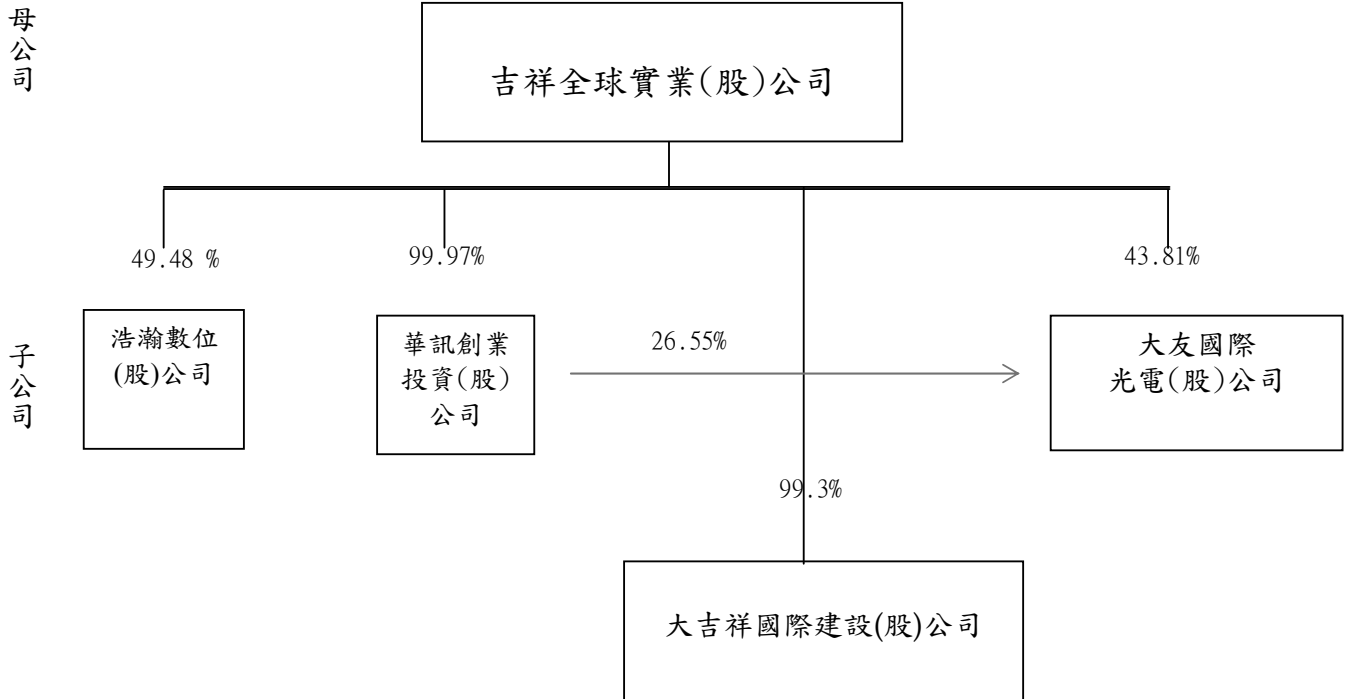 母公司
吉祥全球實業(股)公司
49.48 %
99.97%
43.81%
子公司
浩瀚數位
(股)公司
華訊創業
投資(股)
公司
26.55%
大友國際
光電(股)公司
99.3%
大吉祥國際建設(股)公司